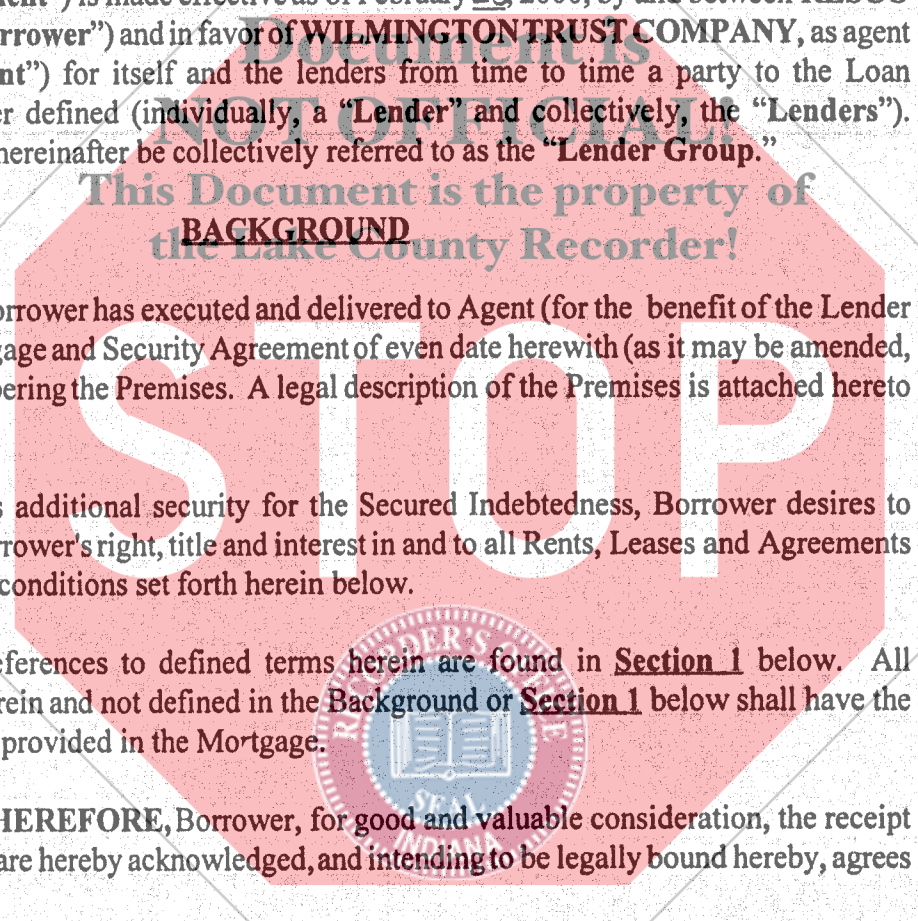 ent") is made effective as of February 2000, by and between
rrower") and in favor of WILMINGTON TRUST COMPANY, as agent
nt") for itself and the lenders from time to time a party to the Loan
er defined (individually, a "Lender" and collectively, the "Lenders").
hereinafter be collectively referred to as the "Lender Group."
Document is
NOT OFFICIAL!
This Document is the property of
the Lake County Recorder!
BACKGROUND
orrower has executed and delivered to Agent (for the benefit of the Lender
gage and Security Agreement of even date herewith (as it may be amended,
bering the Premises. A legal description of the Premises is attached hereto
s additional security for the Secured Indebtedness, Borrower desires to
rrower's right, title and interest in and to all Rents, Leases and Agreements
conditions set forth herein below.
eferences to defined terms herein are found in Section 1 below. All
rein and not defined in the Background or Section 1 below shall have the
provided in the Mortgage.
HEREFORE, Borrower, for good and valuable consideration, the receipt
are hereby acknowledged, and intending to be legally bound hereby, agrees
STOP
RECORDER'S OFFICE
SEAL
INDIANA